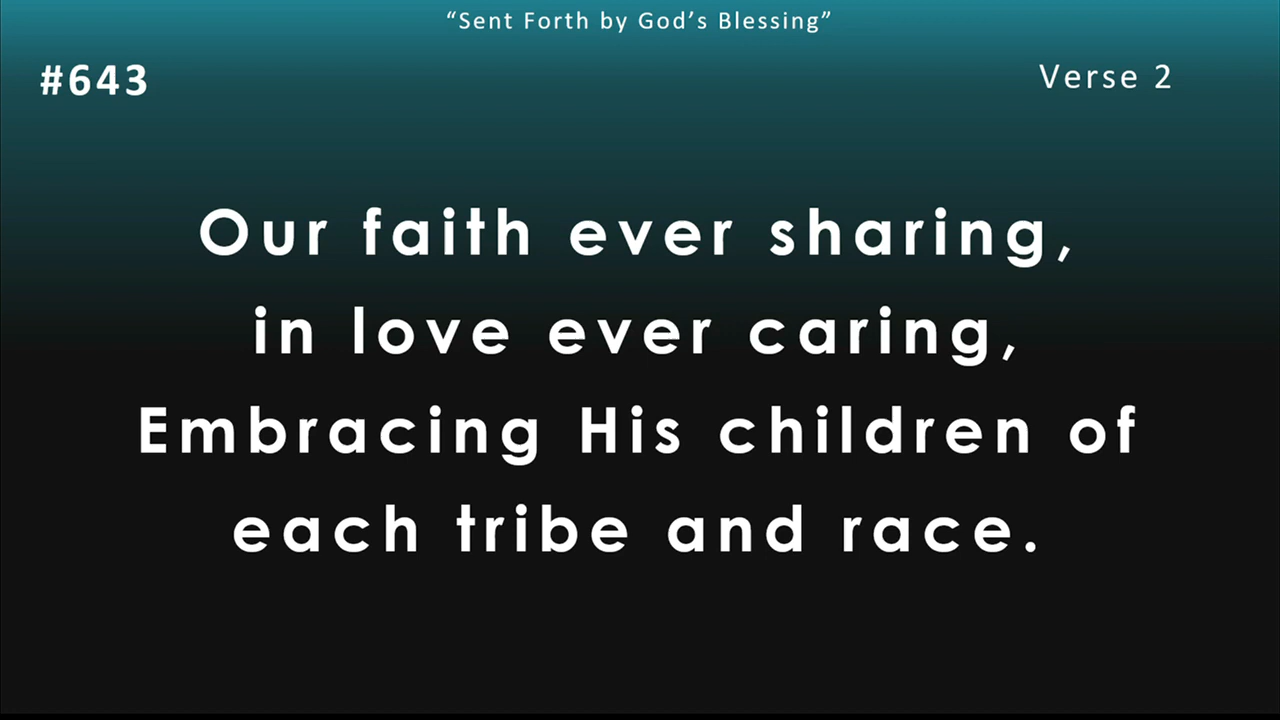 “Sent Forth by God’s Blessing”
#643
Verse 2
Our faith ever sharing,
in love ever caring,
Embracing His children of
each tribe and race.